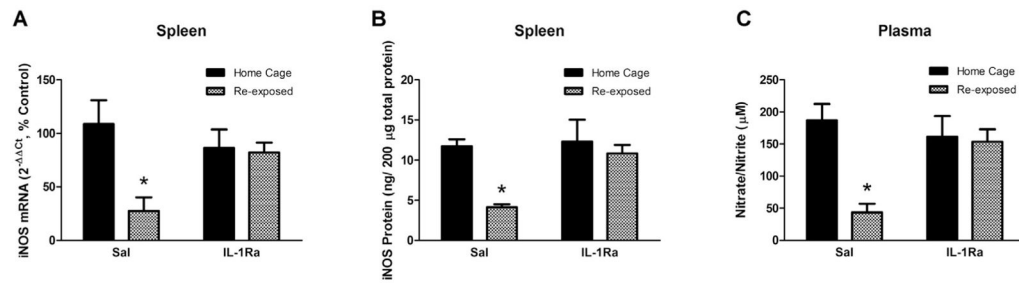 A
Spleen
Home Cage
Re-exposed
iNOS mRNA (2^-ΔΔCt, % Control)
150
100
50
0
*
Sal
IL-1Ra
B
Spleen
Home Cage
Re-exposed
iNOS Protein (ng/ 200 µg total protein)
20
15
10
5
0
*
Sal
IL-1Ra
C
Plasma
Home Cage
Re-exposed
Nitrate/Nitrite (µM)
250
200
150
100
50
0
*
Sal
IL-1Ra